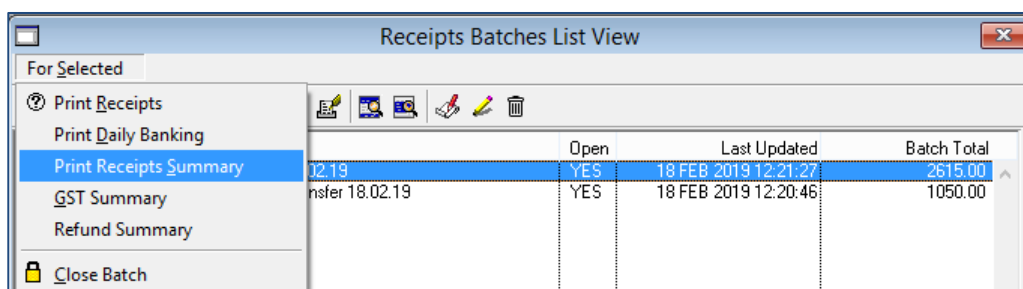 Receipts Batches List View
For Selected
Print Receipts
Print Daily Banking
Print Receipts Summary
GST Summary
Refund Summary
Close Batch
Open Last Updated Batch Total
02.19 YES 18 FEB 2019 12:21:27 2615.00
nsfer 18.02.19 YES 18 FEB 2019 12:20:46 1050.00